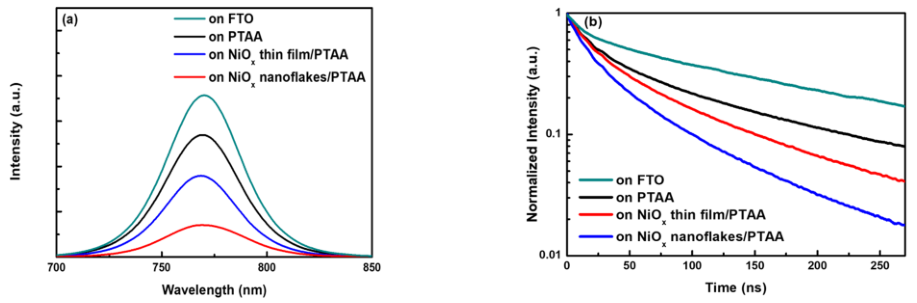 (a)
on FTO
on PTAA
on NiOₓ thin film/PTAA
on NiOₓ nanoflakes/PTAA
Intensity (a.u.)
700 750 800 850
Wavelength (nm)
(b)
1
0.1
0.01
Normalized Intensity (a.u.)
on FTO
on PTAA
on NiOₓ thin film/PTAA
on NiOₓ nanoflakes/PTAA
0 50 100 150 200 250
Time (ns)